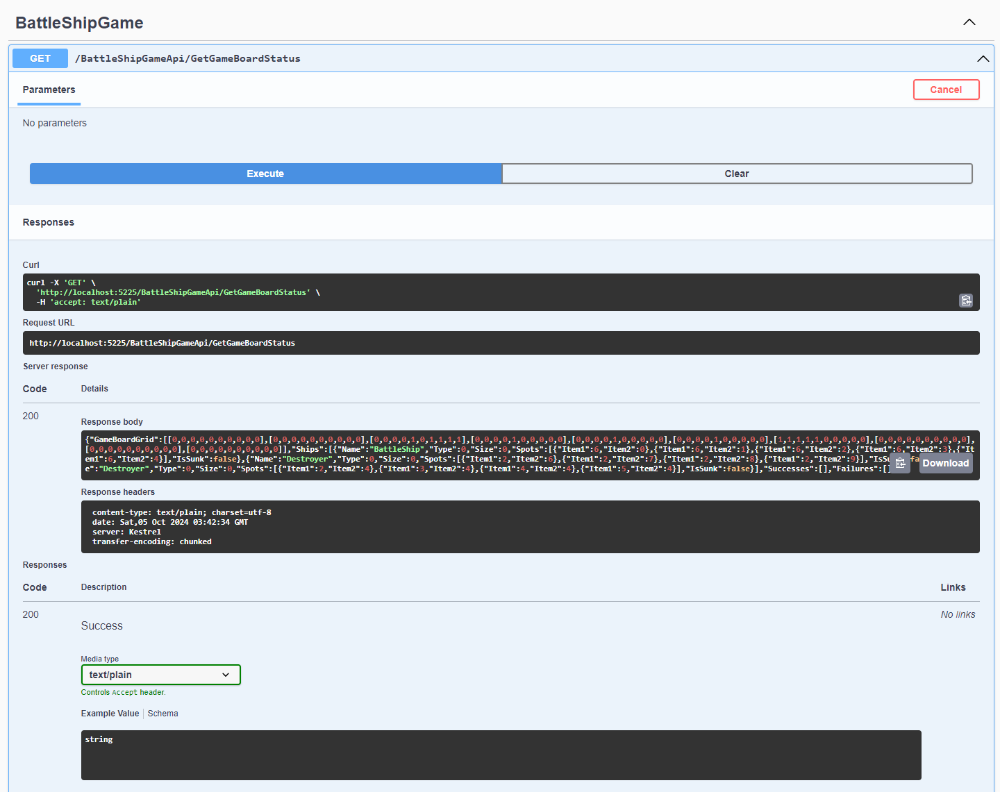 BattleShipGame
GET /BattleShipGameApi/GetGameBoardStatus
Parameters
Cancel
No parameters
Execute
Clear
Responses
Curl
curl -X 'GET' \
'http://localhost:5225/BattleShipGameApi/GetGameBoardStatus' \
-H 'accept: text/plain'
Request URL
http://localhost:5225/BattleShipGameApi/GetGameBoardStatus
Server response
Code Details
200
Response body
{"GameBoardGrid":[[0,0,0,0,0,0,0,0,0,0],[0,0,0,0,0,0,0,0,0,0],[0,0,0,0,1,0,1,1,1,1],[0,0,0,0,1,0,0,0,0,0],[0,0,0,0,1,0,0,0,0,0],[0,0,0,0,1,0,0,0,0,0],[1,1,1,1,1,0,0,0,0,0],[0,0,0,0,0,0,0,0,0,0],
[0,0,0,0,0,0,0,0,0,0],[0,0,0,0,0,0,0,0,0,0]],"Ships":[{"Name":"BattleShip","Type":0,"Size":0,"Spots":[{"Item1":6,"Item2":0},{"Item1":6,"Item2":1},{"Item1":6,"Item2":2},{"Item1":6,"Item2":3},{"It
em1":6,"Item2":4}],"IsSunk":false},{"Name":"Destroyer","Type":0,"Size":0,"Spots":[{"Item1":2,"Item2":6},{"Item1":2,"Item2":7},{"Item1":2,"Item2":8},{"Item1":2,"Item2":9}],"IsSu
e":"Destroyer","Type":0,"Size":0,"Spots":[{"Item1":2,"Item2":4},{"Item1":3,"Item2":4},{"Item1":4,"Item2":4},{"Item1":5,"Item2":4}],"IsSunk":false}],"Successes":[],"Failures":[]
Download
Response headers
content-type: text/plain; charset=utf-8
date: Sat,05 Oct 2024 03:42:34 GMT
server: Kestrel
transfer-encoding: chunked
Responses
Code Description Links
200 No links
Success
Media type
text/plain
Controls Accept header.
Example Value Schema
string